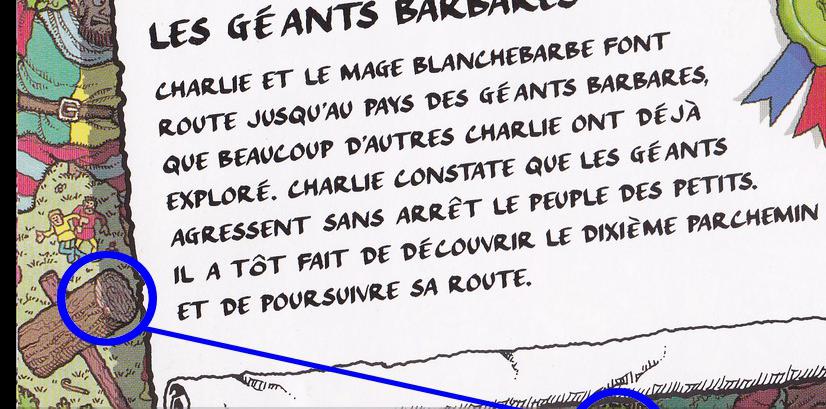 LES GÉANTS BARBARES
CHARLIE ET LE MAGE BLANCHEBARBE FONT
ROUTE JUSQU'AU PAYS DES GÉANTS BARBARES,
QUE BEAUCOUP D'AUTRES CHARLIE ONT DÉJÀ
EXPLORÉ. CHARLIE CONSTATE QUE LES GÉANTS
AGRESSENT SANS ARRÊT LE PEUPLE DES PETITS.
IL A TÔT FAIT DE DÉCOUVRIR LE DIXIÈME PARCHEMIN
ET DE POURSUIVRE SA ROUTE.